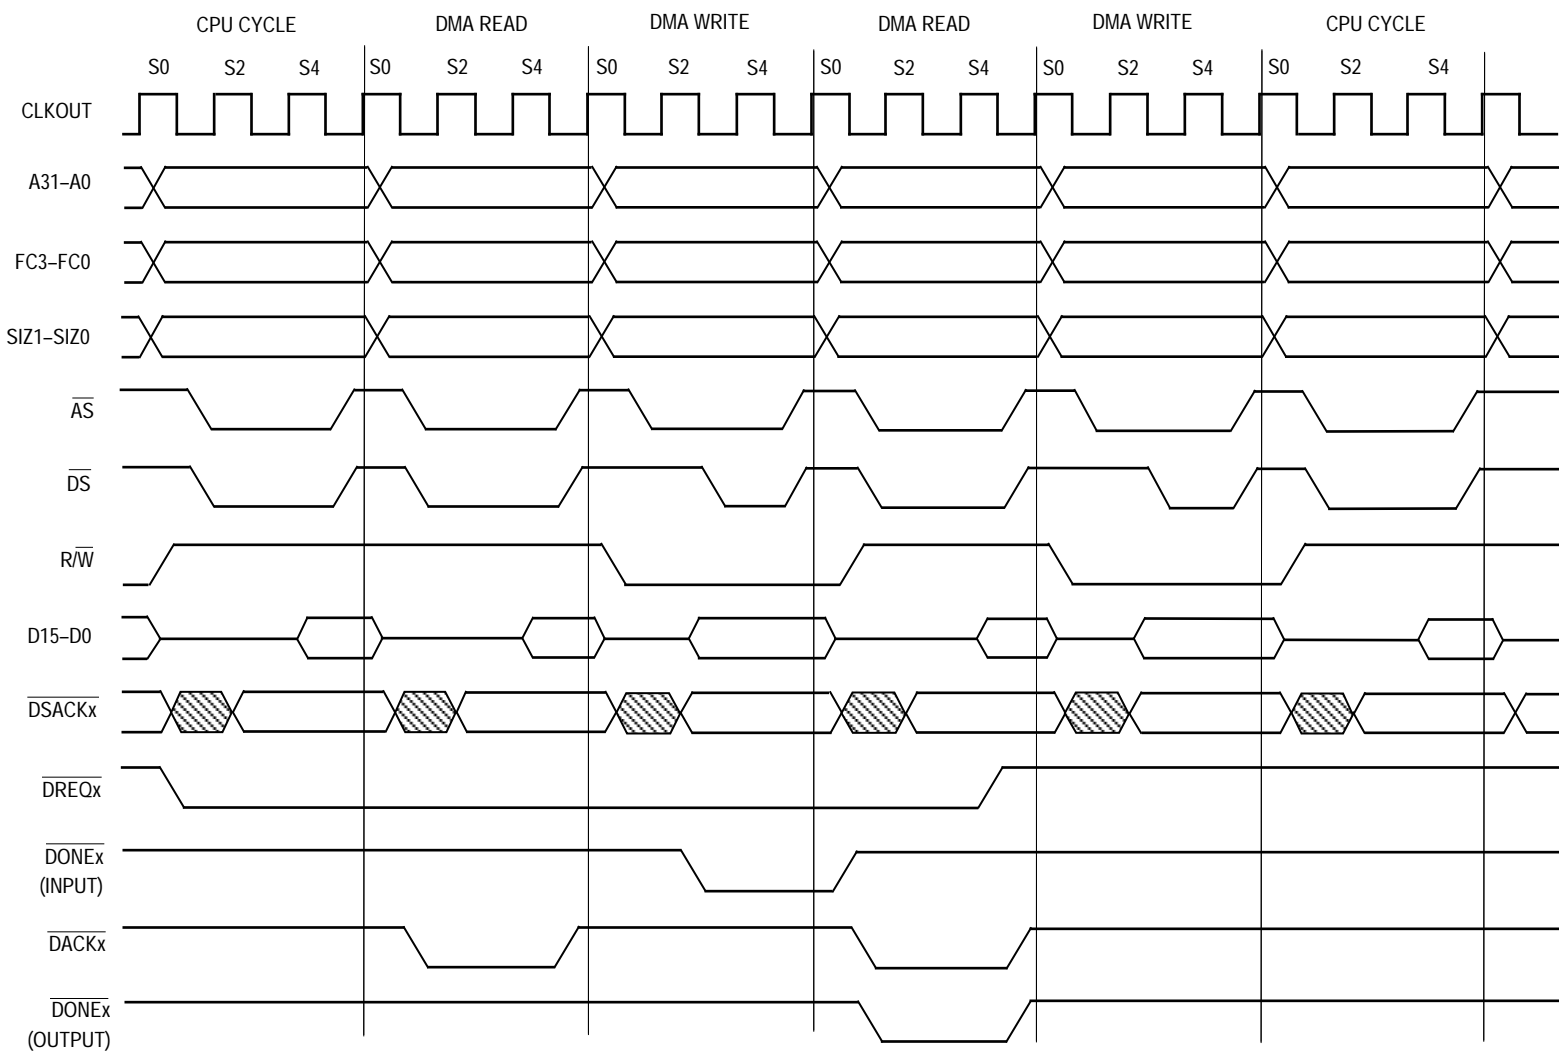 CPU CYCLE DMA READ DMA WRITE DMA READ DMA WRITE CPU CYCLE
S0 S2 S4 S0 S2 S4 S0 S2 S4 S0 S2 S4 S0 S2 S4 S0 S2 S4
CLKOUT
A31–A0
FC3–FC0
SIZ1–SIZ0
AS
DS
R/W
D15–D0
DSACKx
DREQx
DONEx
(INPUT)
DACKx
DONEx
(OUTPUT)